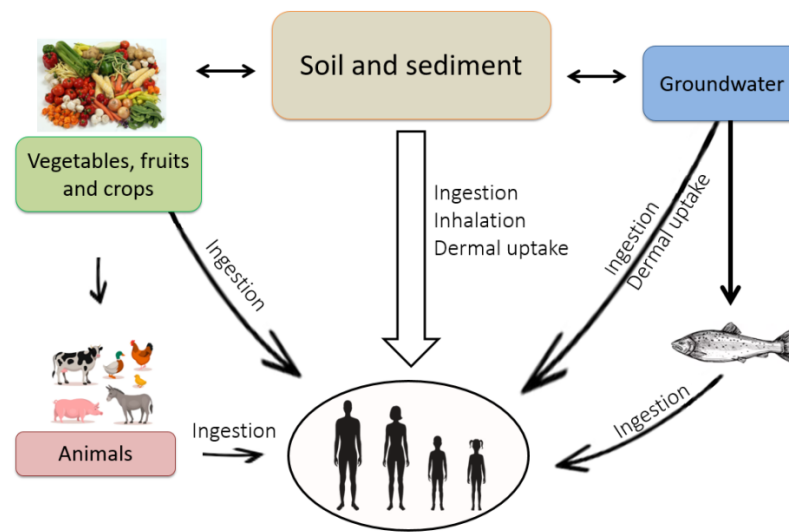 Soil and sediment
Groundwater
Vegetables, fruits
and crops
Ingestion
Inhalation
Dermal uptake
Ingestion
Ingestion
Dermal uptake
Ingestion
Ingestion
Animals